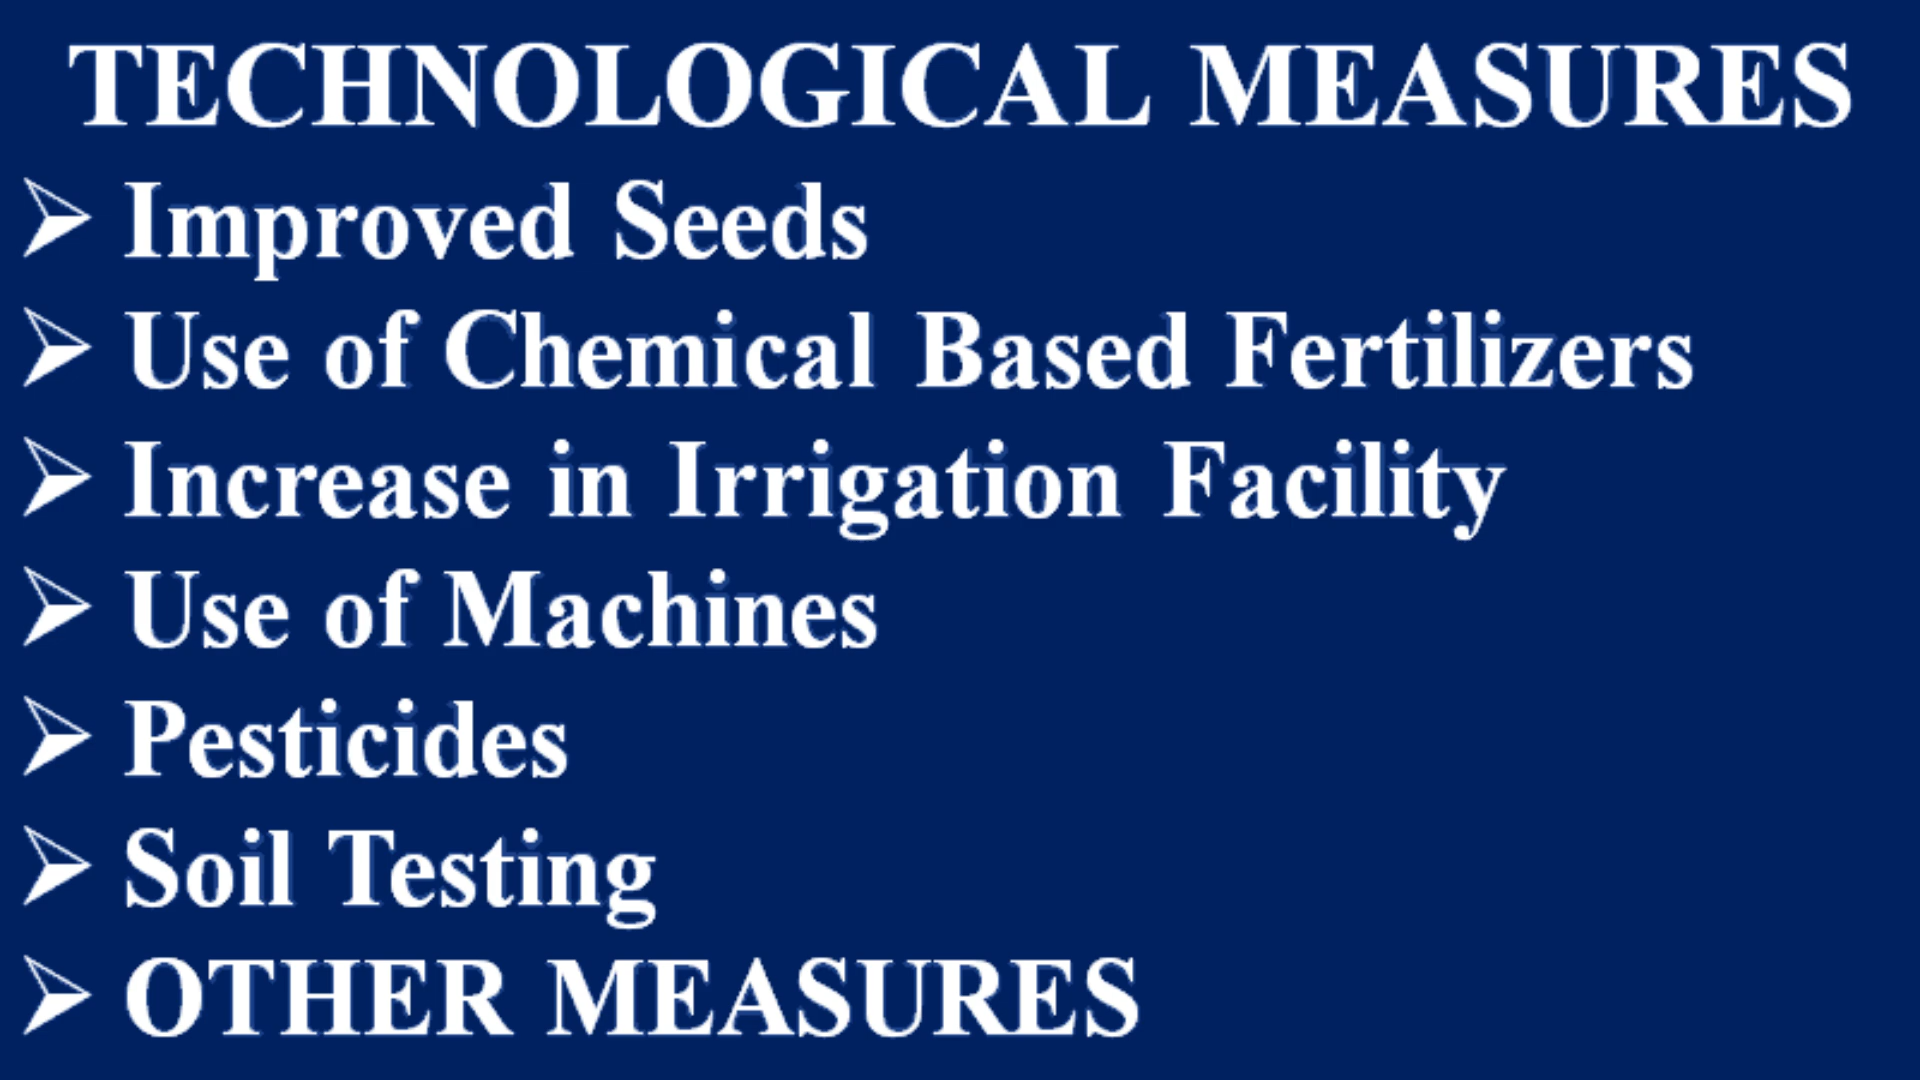 TECHNOLOGICAL MEASURES
➢ Improved Seeds
➢ Use of Chemical Based Fertilizers
➢ Increase in Irrigation Facility
➢ Use of Machines
➢ Pesticides
➢ Soil Testing
➢ OTHER MEASURES